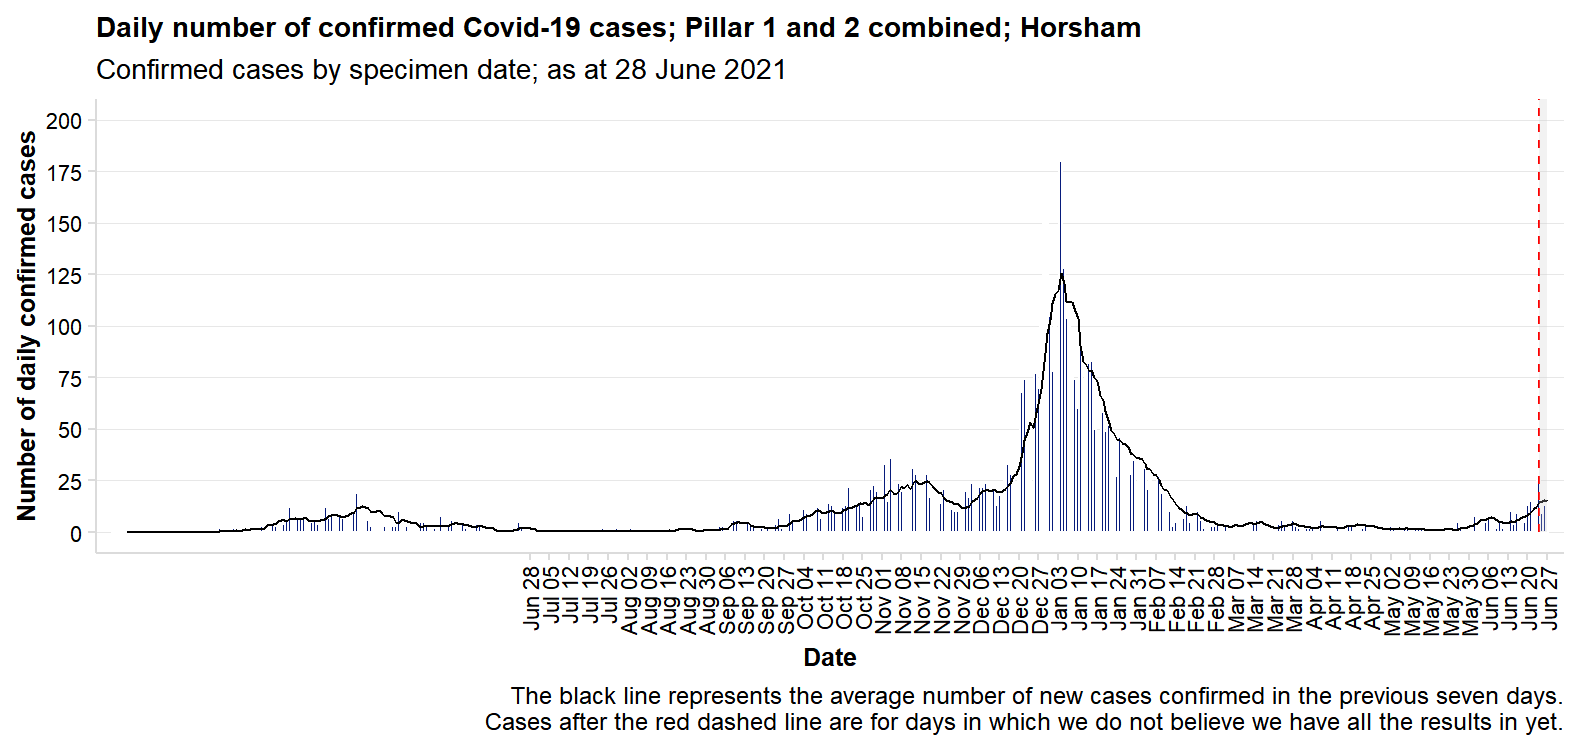 Daily number of confirmed Covid-19 cases; Pillar 1 and 2 combined; Horsham
Confirmed cases by specimen date; as at 28 June 2021
Number of daily confirmed cases
200
175
150
125
100
75
50
25
0
Jun 28
Jul 05
Jul 12
Jul 19
Jul 26
Aug 02
Aug 09
Aug 16
Aug 23
Aug 30
Sep 06
Sep 13
Sep 20
Sep 27
Oct 04
Oct 11
Oct 18
Oct 25
Nov 01
Nov 08
Nov 15
Nov 22
Nov 29
Dec 06
Dec 13
Dec 20
Dec 27
Jan 03
Jan 10
Jan 17
Jan 24
Jan 31
Feb 07
Feb 14
Feb 21
Feb 28
Mar 07
Mar 14
Mar 21
Mar 28
Apr 04
Apr 11
Apr 18
Apr 25
May 02
May 09
May 16
May 23
May 30
Jun 06
Jun 13
Jun 20
Jun 27
Date
The black line represents the average number of new cases confirmed in the previous seven days.
Cases after the red dashed line are for days in which we do not believe we have all the results in yet.